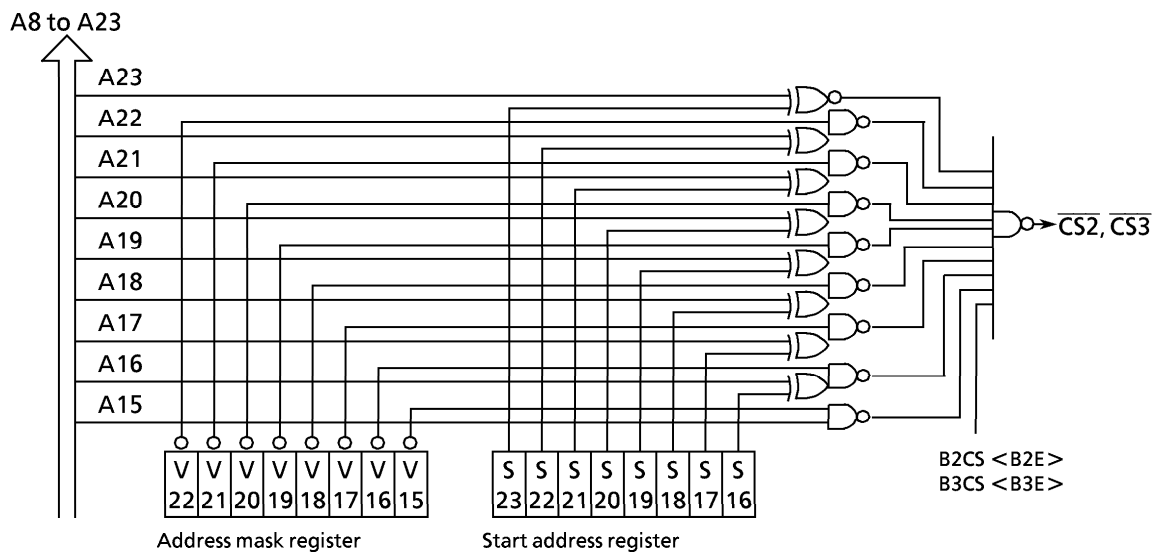 A8 to A23
A23
A22
A21
A20
A19
A18
A17
A16
A15
CS2, CS3
V V V V V V V V
22 21 20 19 18 17 16 15
S S S S S S S S
23 22 21 20 19 18 17 16
B2CS <B2E>
B3CS <B3E>
Address mask register
Start address register